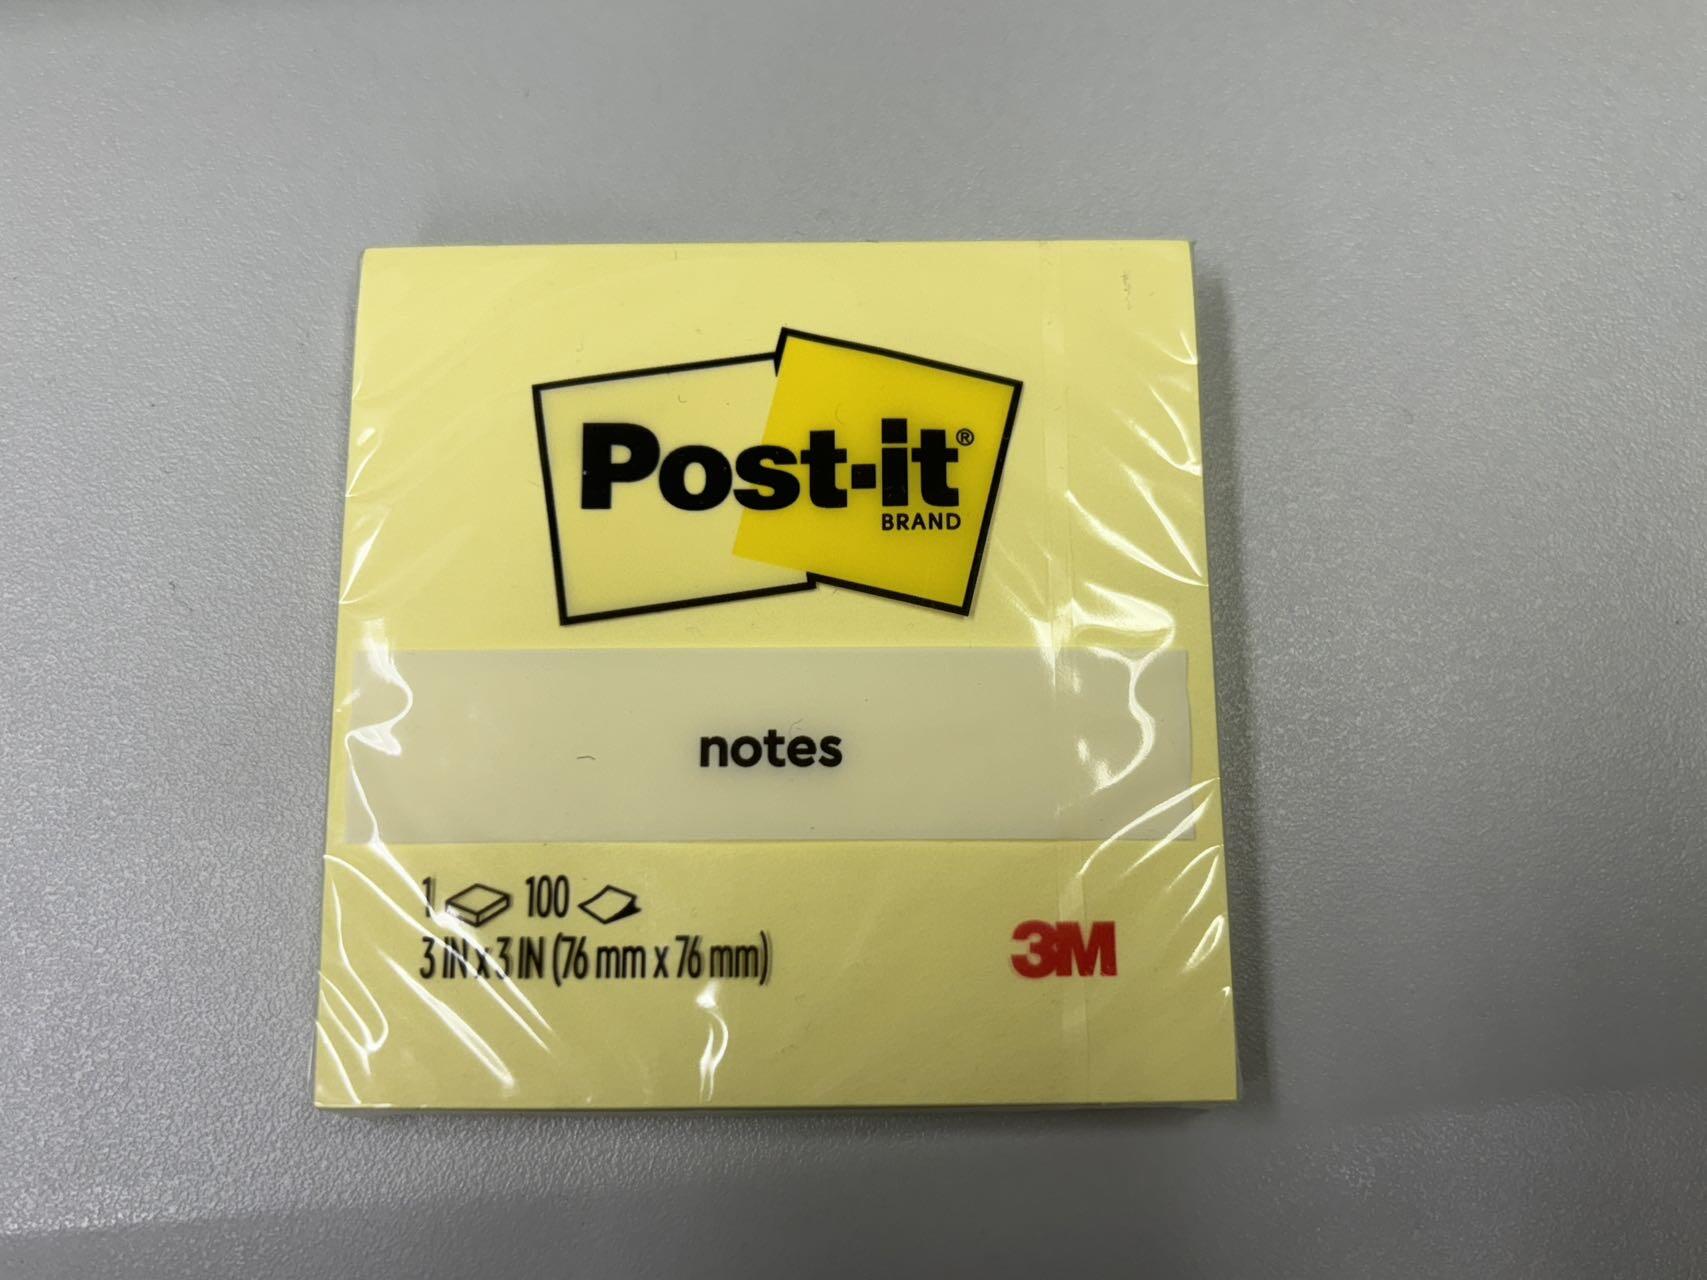 Post-it®
BRAND
notes
1 100
3 IN x 3 IN (76 mm x 76 mm)
3M